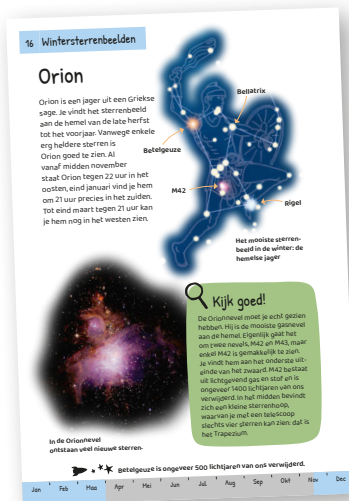 16 Wintersterrenbeelden
Orion
Orion is een jager uit een Griekse
sage. Je vindt het sterrenbeeld
aan de hemel van de late herfst
tot het voorjaar. Vanwege enkele
erg heldere sterren is
Orion goed te zien. Al
vanaf midden november
staat Orion tegen 22 uur in het
oosten, eind januari vind je hem
om 21 uur precies in het zuiden.
Tot eind maart tegen 21 uur kan
je hem nog in het westen zien.
Bellatrix
Betelgeuze
M42
Rigel
Het mooiste sterren-
beeld in de winter: de
hemelse jager
Kijk goed!
De Orionnevel moet je echt gezien
hebben. Hij is de mooiste gasnevel
aan de hemel. Eigenlijk gaat het
om twee nevels, M42 en M43, maar
enkel M42 is gemakkelijk te zien.
Je vindt hem aan het onderste uit-
einde van het zwaard. M42 bestaat
uit lichtgevend gas en stof en is
ongeveer 1400 lichtjaren van ons
verwijderd. In het midden bevindt
zich een kleine sterrenhoop,
waarvan je met een telescoop
slechts vier sterren kan zien: dat is
het Trapezium.
In de Orionnevel
ontstaan veel nieuwe sterren.
Betelgeuze is ongeveer 500 lichtjaren van ons verwijderd.
Jan Feb Maa Apr Mei Jun Jul Aug Sep Okt Nov Dec